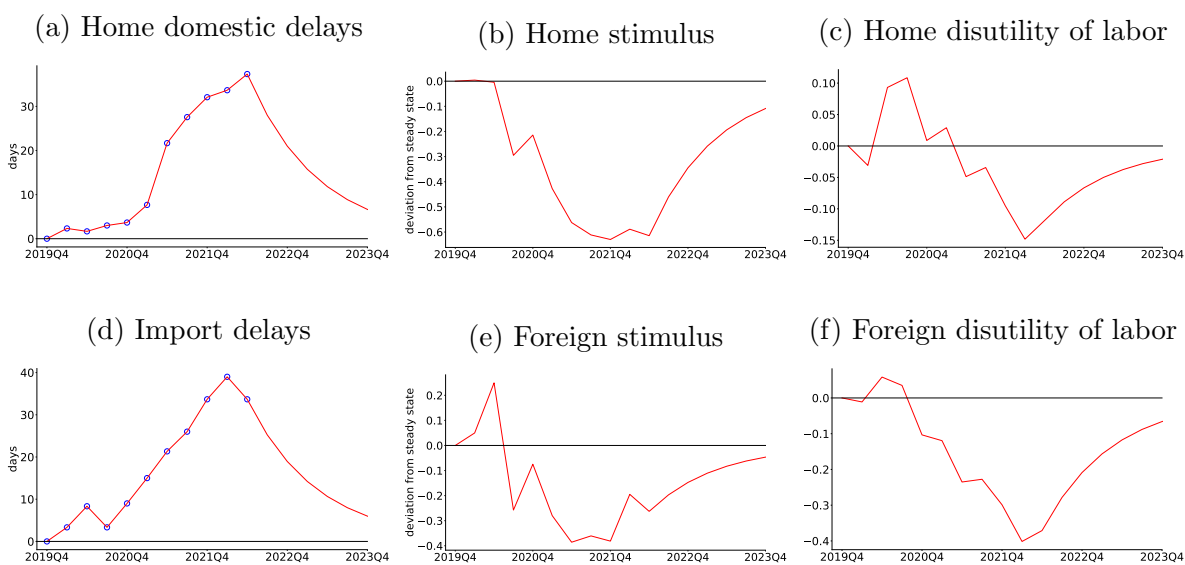 (a) Home domestic delays
days
30
20
10
0
2019Q4 2020Q4 2021Q4 2022Q4 2023Q4
(b) Home stimulus
deviation from steady state
0.0
−0.1
−0.2
−0.3
−0.4
−0.5
−0.6
2019Q4 2020Q4 2021Q4 2022Q4 2023Q4
(c) Home disutility of labor
0.10
0.05
0.00
−0.05
−0.10
−0.15
2019Q4 2020Q4 2021Q4 2022Q4 2023Q4
(d) Import delays
days
40
30
20
10
0
2019Q4 2020Q4 2021Q4 2022Q4 2023Q4
(e) Foreign stimulus
deviation from steady state
0.2
0.1
0.0
−0.1
−0.2
−0.3
−0.4
2019Q4 2020Q4 2021Q4 2022Q4 2023Q4
(f) Foreign disutility of labor
0.0
−0.1
−0.2
−0.3
−0.4
2019Q4 2020Q4 2021Q4 2022Q4 2023Q4